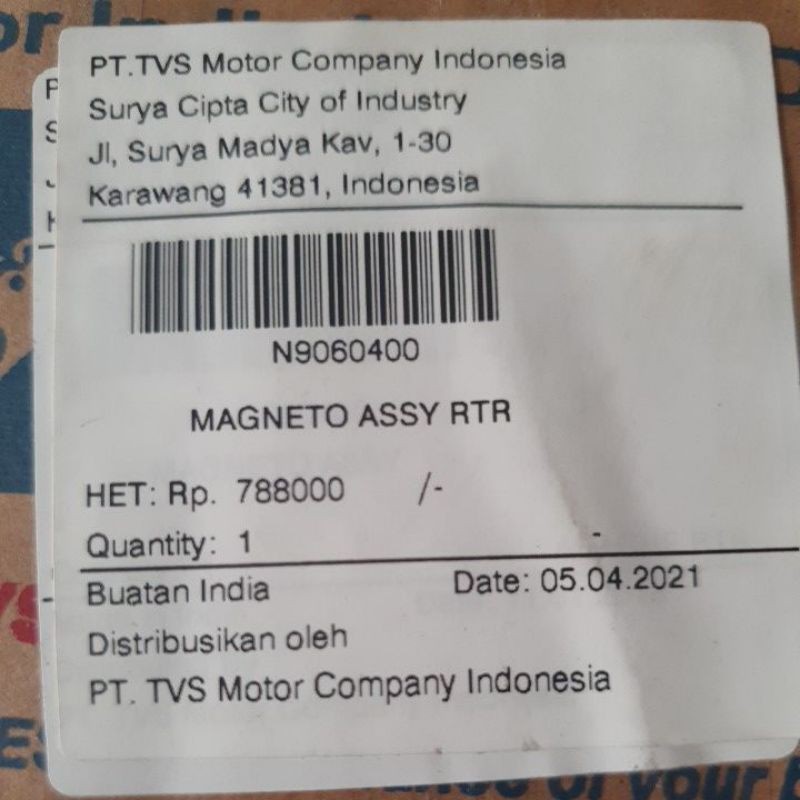 PT.TVS Motor Company Indonesia
Surya Cipta City of Industry
Jl, Surya Madya Kav, 1-30
Karawang 41381, Indonesia
N9060400
MAGNETO ASSY RTR
HET: Rp. 788000 /-
Quantity: 1 -
Buatan India Date: 05.04.2021
Distribusikan oleh
PT. TVS Motor Company Indonesia
of your